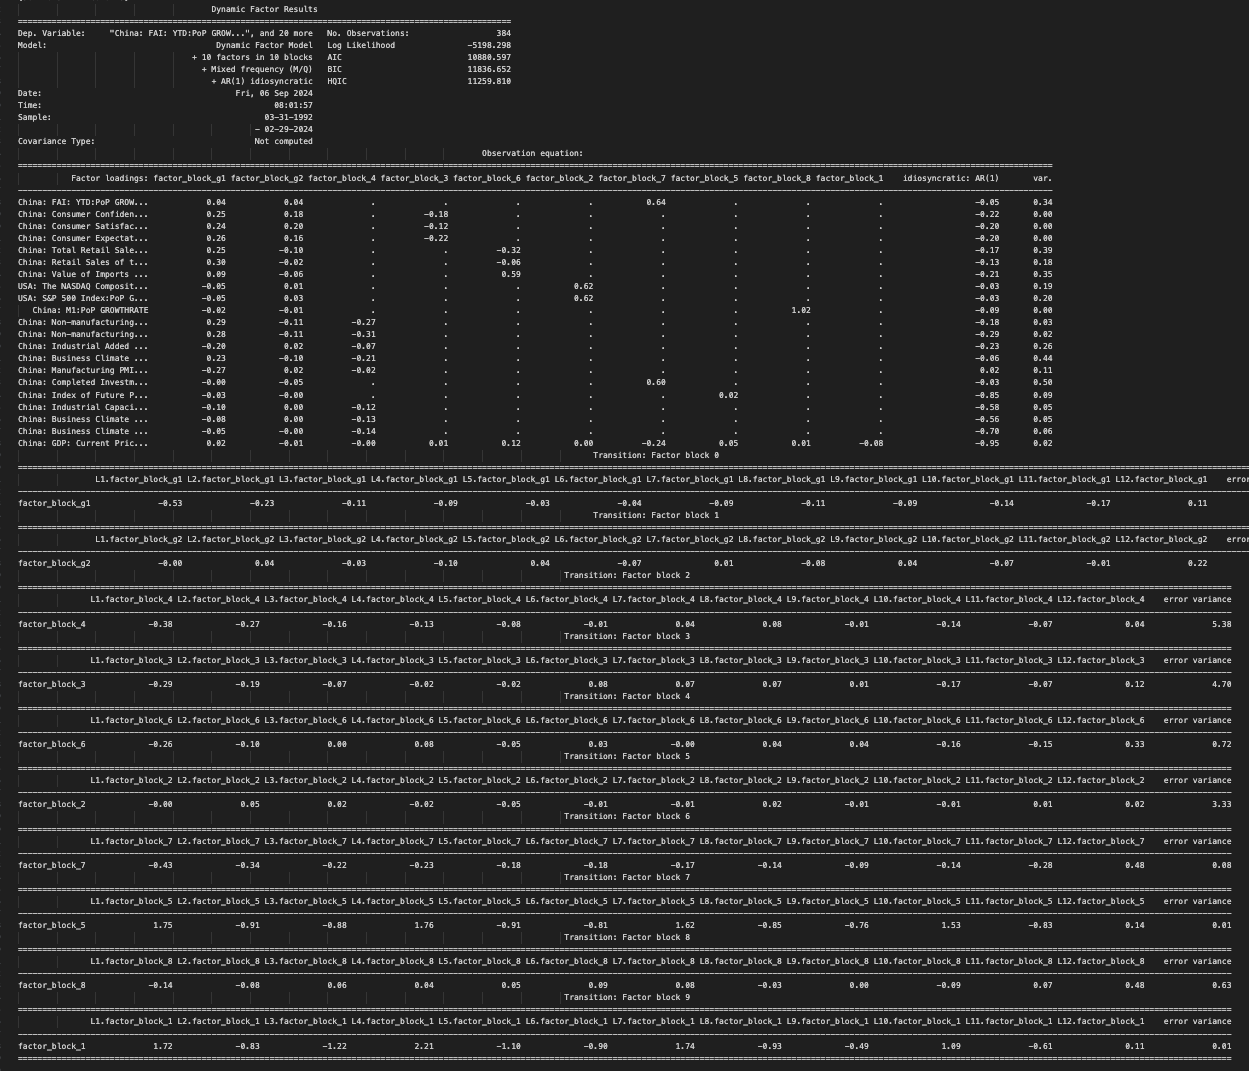 Dynamic Factor Results
==========================================================================================
Dep. Variable: "China: FAI: YTD:PoP GROW...", and 20 more No. Observations: 384
Model: Dynamic Factor Model Log Likelihood -5198.298
+ 10 factors in 10 blocks AIC 10880.597
+ Mixed frequency (M/Q) BIC 11836.652
+ AR(1) idiosyncratic HQIC 11259.810
Date: Fri, 06 Sep 2024
Time: 08:01:57
Sample: 03-31-1992
- 02-29-2024
Covariance Type: Not computed
Observation equation:
Factor loadings: factor_block_g1 factor_block_g2 factor_block_4 factor_block_3 factor_block_6 factor_block_2 factor_block_7 factor_block_5 factor_block_8 factor_block_1 idiosyncratic: AR(1) var.
China: FAI: YTD:PoP GROW... 0.04 0.04 . . . . 0.64 . . . -0.05 0.34
China: Consumer Confiden... 0.25 0.18 . -0.18 . . . . . . -0.22 0.00
China: Consumer Satisfac... 0.24 0.20 . -0.12 . . . . . . -0.20 0.00
China: Consumer Expectat... 0.26 0.16 . -0.22 . . . . . . -0.20 0.00
China: Total Retail Sale... 0.25 -0.10 . . -0.32 . . . . . -0.17 0.39
China: Retail Sales of t... 0.30 -0.02 . . -0.06 . . . . . -0.13 0.18
China: Value of Imports ... 0.09 -0.06 . . 0.59 . . . . . -0.21 0.35
USA: The NASDAQ Composit... -0.05 0.01 . . . 0.62 . . . . -0.03 0.19
USA: S&P 500 Index:PoP G... -0.05 0.03 . . . 0.62 . . . . -0.03 0.20
China: M1:PoP GROWTHRATE -0.02 -0.01 . . . . . . 1.02 . -0.09 0.00
China: Non-manufacturing... 0.29 -0.11 -0.27 . . . . . . . -0.18 0.03
China: Non-manufacturing... 0.28 -0.11 -0.31 . . . . . . . -0.29 0.02
China: Industrial Added ... -0.20 0.02 -0.07 . . . . . . . -0.23 0.26
China: Business Climate ... 0.23 -0.10 -0.21 . . . . . . . -0.06 0.44
China: Manufacturing PMI... -0.27 0.02 -0.02 . . . . . . . 0.02 0.11
China: Completed Investm... -0.00 -0.05 . . . . 0.60 . . . -0.03 0.50
China: Index of Future P... -0.03 -0.00 . . . . . 0.02 . . -0.85 0.09
China: Industrial Capaci... -0.10 0.00 -0.12 . . . . . . . -0.58 0.05
China: Business Climate ... -0.08 0.00 -0.13 . . . . . . . -0.56 0.05
China: Business Climate ... -0.05 -0.00 -0.14 . . . . . . . -0.70 0.06
China: GDP: Current Pric... 0.02 -0.01 -0.00 0.01 0.12 0.00 -0.24 0.05 0.01 -0.08 -0.95 0.02
Transition: Factor block 0
L1.factor_block_g1 L2.factor_block_g1 L3.factor_block_g1 L4.factor_block_g1 L5.factor_block_g1 L6.factor_block_g1 L7.factor_block_g1 L8.factor_block_g1 L9.factor_block_g1 L10.factor_block_g1 L11.factor_block_g1 L12.factor_block_g1 error
factor_block_g1 -0.53 -0.23 -0.11 -0.09 -0.03 -0.04 -0.09 -0.11 -0.09 -0.14 -0.17 0.11
Transition: Factor block 1
L1.factor_block_g2 L2.factor_block_g2 L3.factor_block_g2 L4.factor_block_g2 L5.factor_block_g2 L6.factor_block_g2 L7.factor_block_g2 L8.factor_block_g2 L9.factor_block_g2 L10.factor_block_g2 L11.factor_block_g2 L12.factor_block_g2 error
factor_block_g2 -0.00 0.04 -0.03 -0.10 0.04 -0.07 0.01 -0.08 0.04 -0.07 -0.01 0.22
Transition: Factor block 2
L1.factor_block_4 L2.factor_block_4 L3.factor_block_4 L4.factor_block_4 L5.factor_block_4 L6.factor_block_4 L7.factor_block_4 L8.factor_block_4 L9.factor_block_4 L10.factor_block_4 L11.factor_block_4 L12.factor_block_4 error variance
factor_block_4 -0.38 -0.27 -0.16 -0.13 -0.08 -0.01 0.04 0.08 -0.01 -0.14 -0.07 0.04 5.38
Transition: Factor block 3
L1.factor_block_3 L2.factor_block_3 L3.factor_block_3 L4.factor_block_3 L5.factor_block_3 L6.factor_block_3 L7.factor_block_3 L8.factor_block_3 L9.factor_block_3 L10.factor_block_3 L11.factor_block_3 L12.factor_block_3 error variance
factor_block_3 -0.29 -0.19 -0.07 -0.02 -0.02 0.08 0.07 0.07 0.01 -0.17 -0.07 0.12 4.70
Transition: Factor block 4
L1.factor_block_6 L2.factor_block_6 L3.factor_block_6 L4.factor_block_6 L5.factor_block_6 L6.factor_block_6 L7.factor_block_6 L8.factor_block_6 L9.factor_block_6 L10.factor_block_6 L11.factor_block_6 L12.factor_block_6 error variance
factor_block_6 -0.26 -0.10 0.00 0.08 -0.05 0.03 -0.00 0.04 0.04 -0.16 -0.15 0.33 0.72
Transition: Factor block 5
L1.factor_block_2 L2.factor_block_2 L3.factor_block_2 L4.factor_block_2 L5.factor_block_2 L6.factor_block_2 L7.factor_block_2 L8.factor_block_2 L9.factor_block_2 L10.factor_block_2 L11.factor_block_2 L12.factor_block_2 error variance
factor_block_2 -0.00 0.05 0.02 -0.02 -0.05 -0.01 -0.01 0.02 -0.01 -0.01 0.01 0.02 3.33
Transition: Factor block 6
L1.factor_block_7 L2.factor_block_7 L3.factor_block_7 L4.factor_block_7 L5.factor_block_7 L6.factor_block_7 L7.factor_block_7 L8.factor_block_7 L9.factor_block_7 L10.factor_block_7 L11.factor_block_7 L12.factor_block_7 error variance
factor_block_7 -0.43 -0.34 -0.22 -0.23 -0.18 -0.18 -0.17 -0.14 -0.09 -0.14 -0.28 0.48 0.08
Transition: Factor block 7
L1.factor_block_5 L2.factor_block_5 L3.factor_block_5 L4.factor_block_5 L5.factor_block_5 L6.factor_block_5 L7.factor_block_5 L8.factor_block_5 L9.factor_block_5 L10.factor_block_5 L11.factor_block_5 L12.factor_block_5 error variance
factor_block_5 1.75 -0.91 -0.88 1.76 -0.91 -0.81 1.62 -0.85 -0.76 1.53 -0.83 0.14 0.01
Transition: Factor block 8
L1.factor_block_8 L2.factor_block_8 L3.factor_block_8 L4.factor_block_8 L5.factor_block_8 L6.factor_block_8 L7.factor_block_8 L8.factor_block_8 L9.factor_block_8 L10.factor_block_8 L11.factor_block_8 L12.factor_block_8 error variance
factor_block_8 -0.14 -0.08 0.06 0.04 0.05 0.09 0.08 -0.03 0.00 -0.09 0.07 0.48 0.63
Transition: Factor block 9
L1.factor_block_1 L2.factor_block_1 L3.factor_block_1 L4.factor_block_1 L5.factor_block_1 L6.factor_block_1 L7.factor_block_1 L8.factor_block_1 L9.factor_block_1 L10.factor_block_1 L11.factor_block_1 L12.factor_block_1 error variance
factor_block_1 1.72 -0.83 -1.22 2.21 -1.10 -0.90 1.74 -0.93 -0.49 1.09 -0.61 0.11 0.01